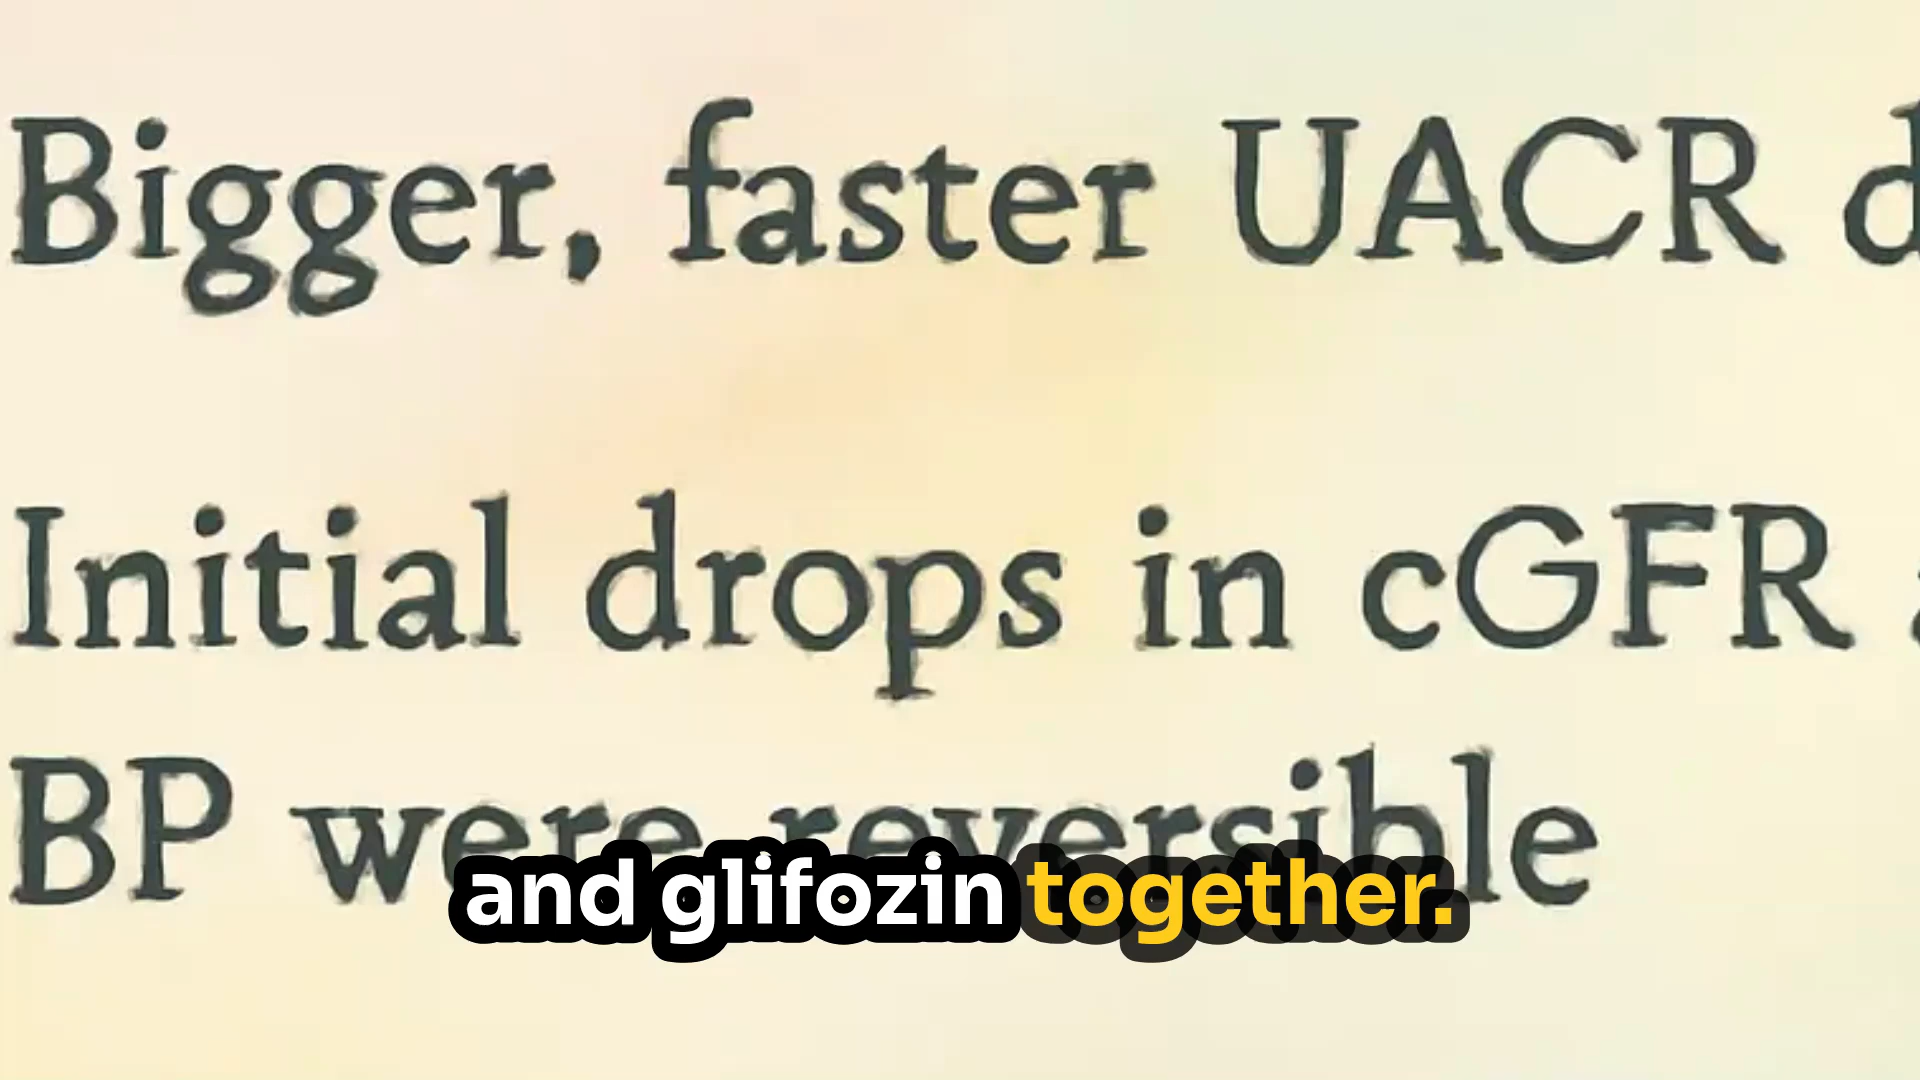 Bigger, faster UACR d
Initial drops in cGFR
BP were reversible
and glifozin together.